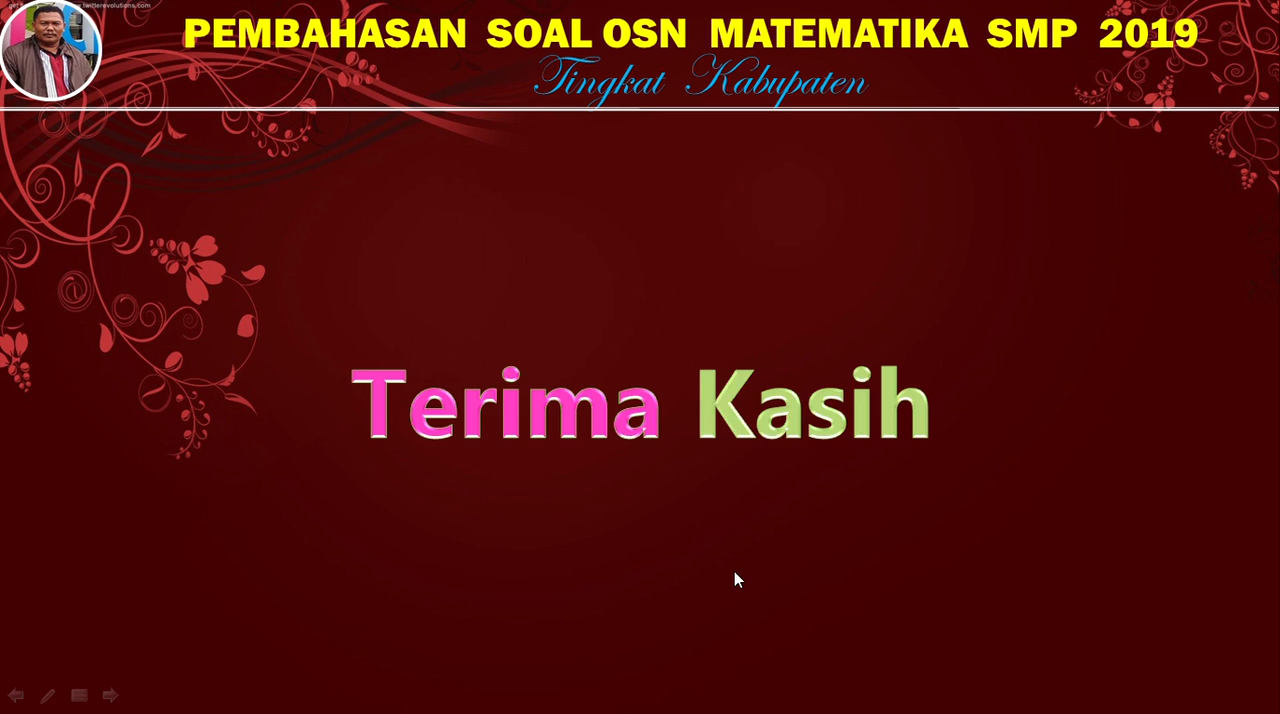 PEMBAHASAN SOAL OSN MATEMATIKA SMP 2019
Tingkat Kabupaten
Terima Kasih